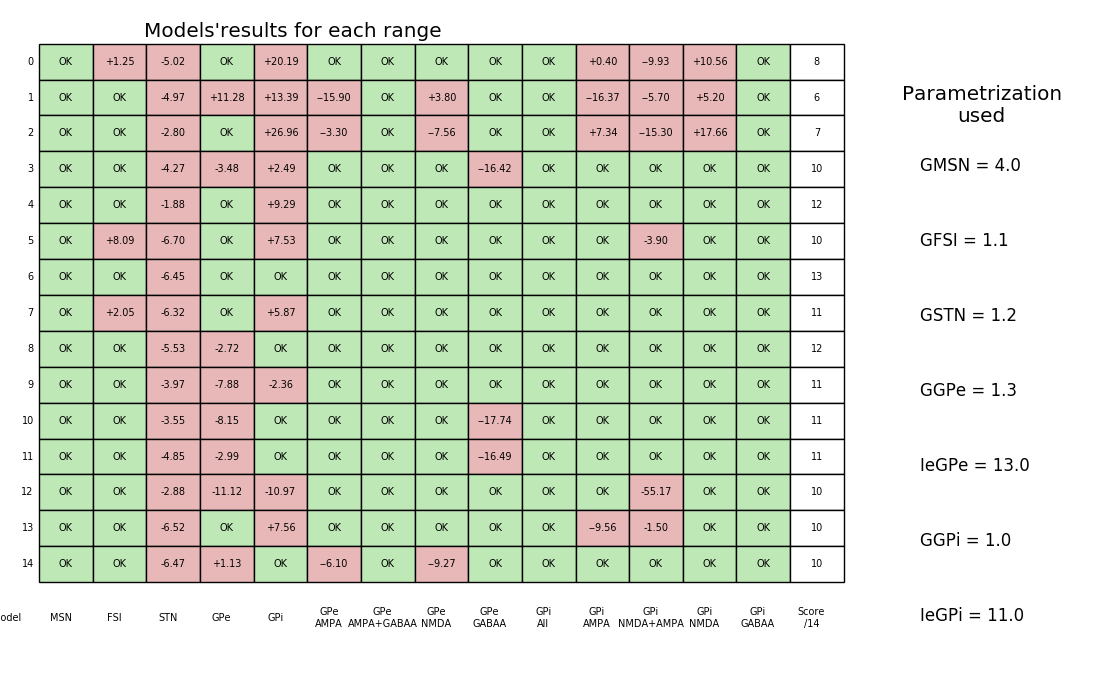 Models'results for each range
0 OK +1.25 -5.02 OK +20.19 OK OK OK OK OK +0.40 −9.93 +10.56 OK 8
1 OK OK -4.97 +11.28 +13.39 −15.90 OK +3.80 OK OK −16.37 −5.70 +5.20 OK 6
2 OK OK -2.80 OK +26.96 −3.30 OK −7.56 OK OK +7.34 −15.30 +17.66 OK 7
3 OK OK -4.27 -3.48 +2.49 OK OK OK −16.42 OK OK OK OK OK 10
4 OK OK -1.88 OK +9.29 OK OK OK OK OK OK OK OK OK 12
5 OK +8.09 -6.70 OK +7.53 OK OK OK OK OK OK -3.90 OK OK 10
6 OK OK -6.45 OK OK OK OK OK OK OK OK OK OK OK 13
7 OK +2.05 -6.32 OK +5.87 OK OK OK OK OK OK OK OK OK 11
8 OK OK -5.53 -2.72 OK OK OK OK OK OK OK OK OK OK 12
9 OK OK -3.97 -7.88 -2.36 OK OK OK OK OK OK OK OK OK 11
10 OK OK -3.55 -8.15 OK OK OK OK −17.74 OK OK OK OK OK 11
11 OK OK -4.85 -2.99 OK OK OK OK −16.49 OK OK OK OK OK 11
12 OK OK -2.88 -11.12 -10.97 OK OK OK OK OK OK -55.17 OK OK 10
13 OK OK -6.52 OK +7.56 OK OK OK OK OK −9.56 -1.50 OK OK 10
14 OK OK -6.47 +1.13 OK −6.10 OK −9.27 OK OK OK OK OK OK 10
GPe GPe GPe GPe GPi GPi GPi GPi GPi Score
odel MSN FSI STN GPe GPi
AMPA AMPA+GABAA NMDA GABAA All AMPA NMDA+AMPA NMDA GABAA /14
Parametrization
used
GMSN = 4.0
GFSI = 1.1
GSTN = 1.2
GGPe = 1.3
IeGPe = 13.0
GGPi = 1.0
IeGPi = 11.0